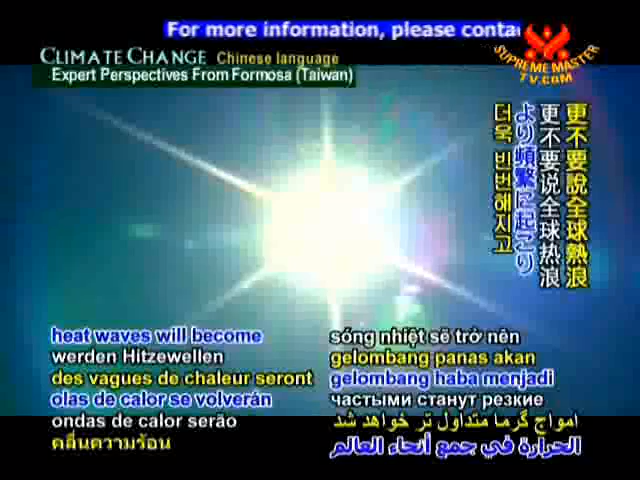 For more information, please contac
SUPREME MASTER
TV.COM
CLIMATE CHANGE Chinese language
Expert Perspectives From Formosa (Taiwan)
更不要說全球熱浪
更不要说全球热浪
より頻繁に起こり
더욱 빈번해지고
heat waves will become
werden Hitzewellen
des vagues de chaleur seront
olas de calor se volverán
ondas de calor serão
คลื่นความร้อน
sóng nhiệt sẽ trở nên
gelombang panas akan
gelombang haba menjadi
частыми станут резкие
امواج گرما متداول تر خواهد شد
الحرارة في جمع أنحاء العالم